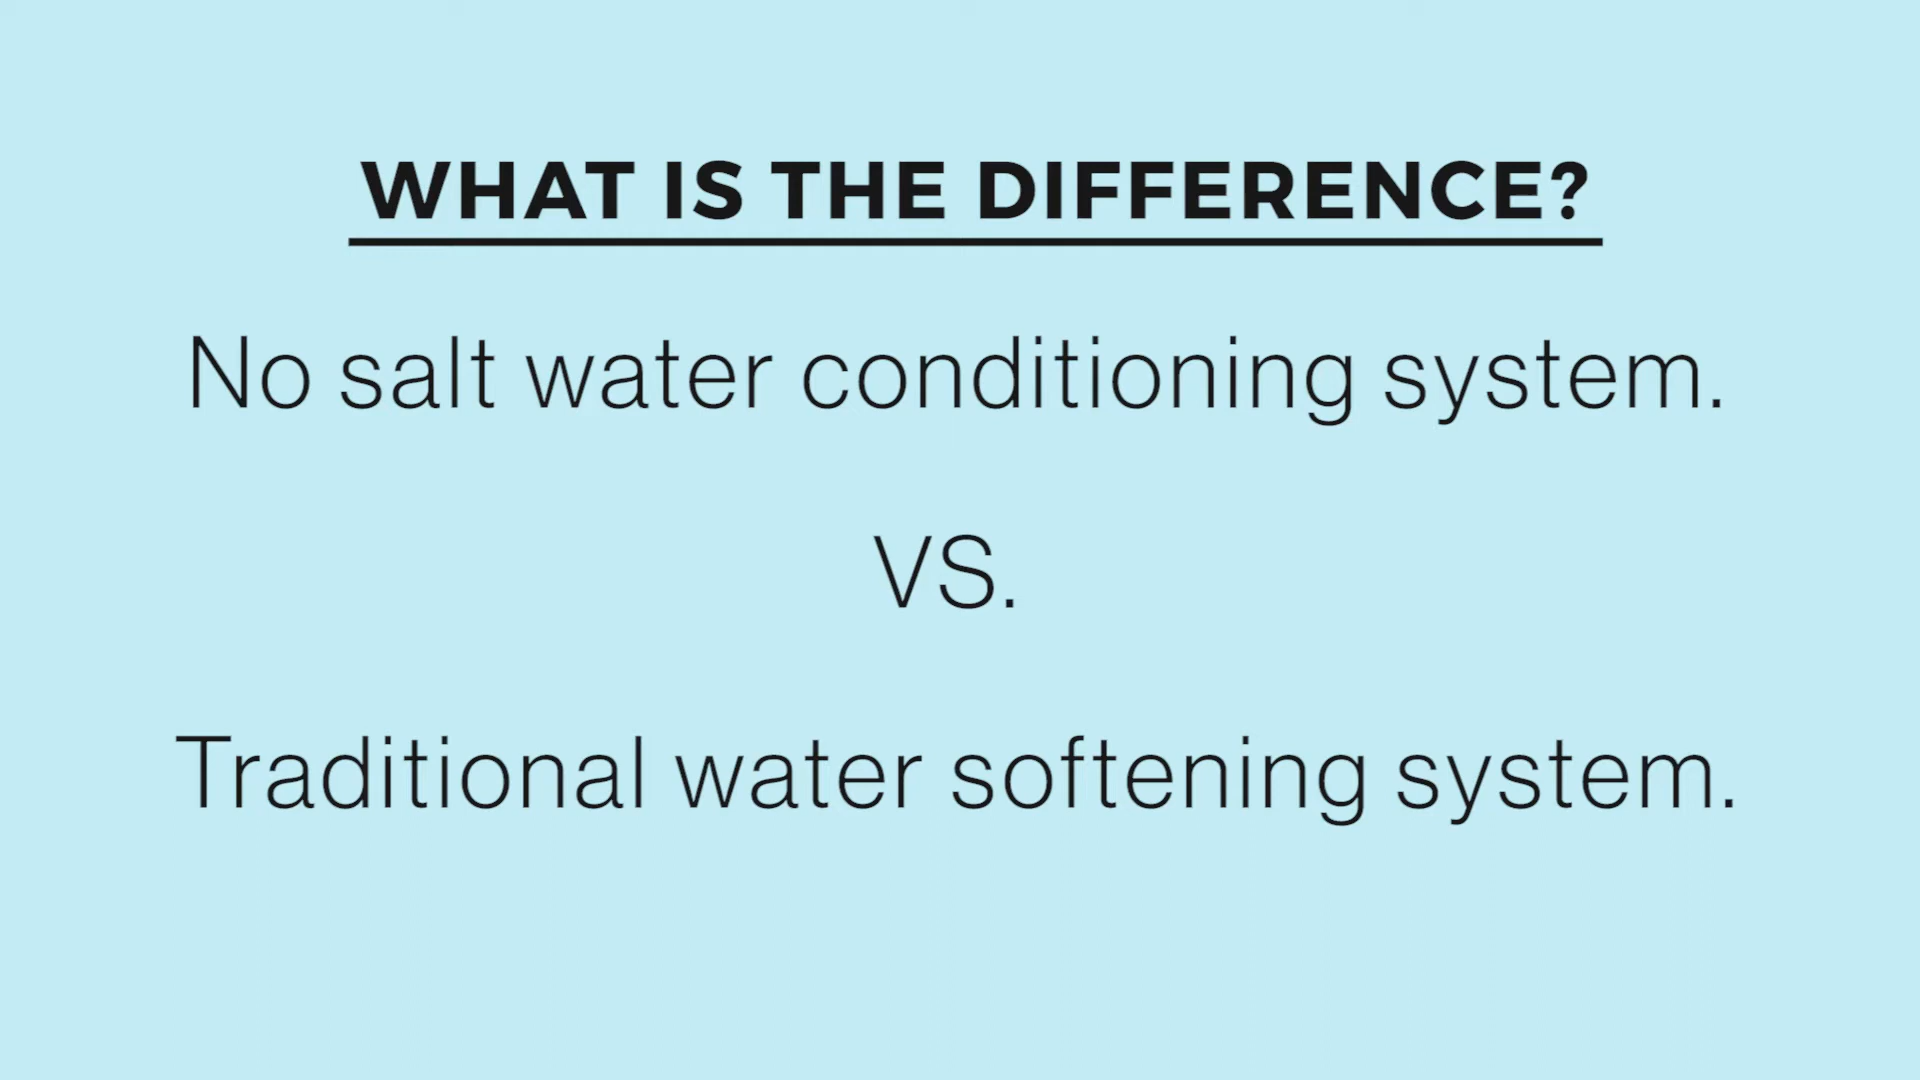 WHAT IS THE DIFFERENCE?
No salt water conditioning system.
VS.
Traditional water softening system.